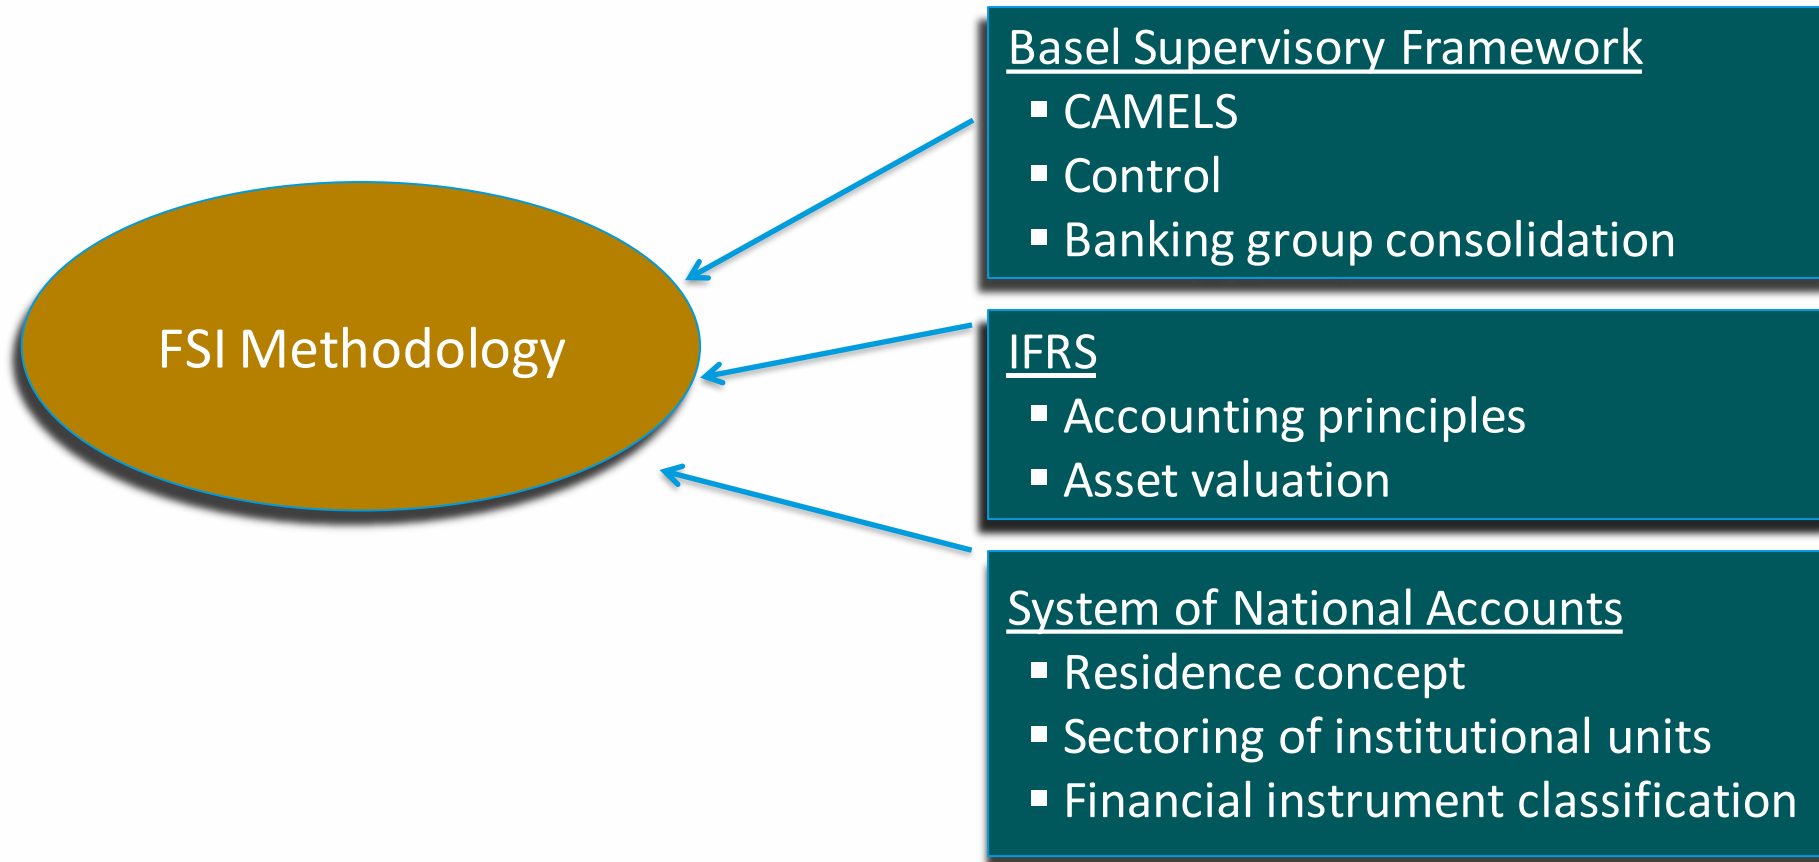 FSI Methodology
Basel Supervisory Framework
▪ CAMELS
▪ Control
▪ Banking group consolidation
IFRS
▪ Accounting principles
▪ Asset valuation
System of National Accounts
▪ Residence concept
▪ Sectoring of institutional units
▪ Financial instrument classification